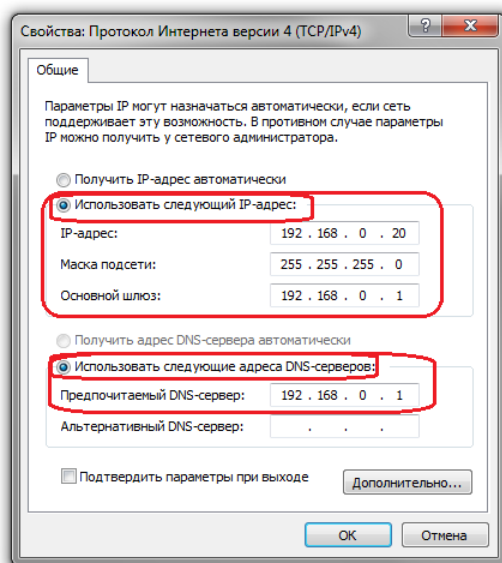 Свойства: Протокол Интернета версии 4 (TCP/IPv4)
?
Общие
Параметры IP могут назначаться автоматически, если сеть
поддерживает эту возможность. В противном случае параметры
IP можно получить у сетевого администратора.
Получить IP-адрес автоматически
Использовать следующий IP-адрес:
IP-адрес: 192 . 168 . 0 . 20
Маска подсети: 255 . 255 . 255 . 0
Основной шлюз: 192 . 168 . 0 . 1
Получить адрес DNS-сервера автоматически
Использовать следующие адреса DNS-серверов:
Предпочитаемый DNS-сервер: 192 . 168 . 0 . 1
Альтернативный DNS-сервер: . . .
Подтвердить параметры при выходе
Дополнительно...
ОК Отмена